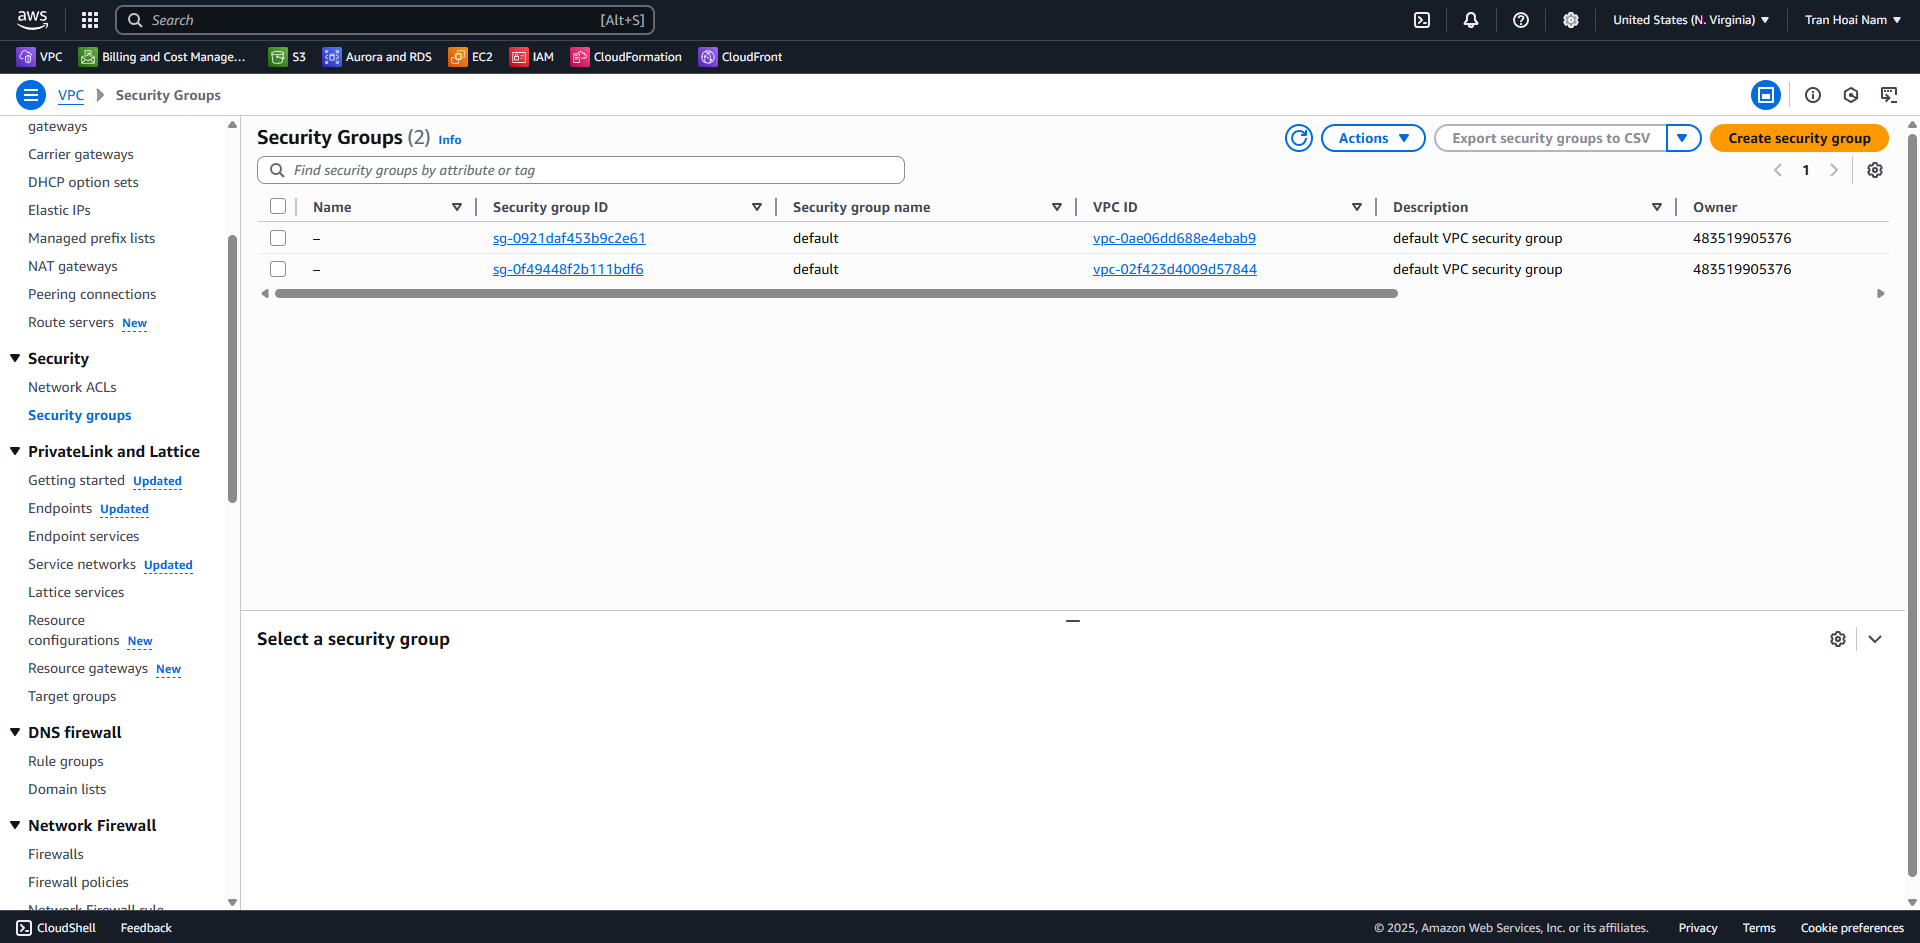 aws
Search [Alt+S]
United States (N. Virginia)
Tran Hoai Nam
VPC
Billing and Cost Manage...
S3
Aurora and RDS
EC2
IAM
CloudFormation
CloudFront
VPC
Security Groups
gateways
Carrier gateways
DHCP option sets
Elastic IPs
Managed prefix lists
NAT gateways
Peering connections
Route servers New
Security
Network ACLs
Security groups
PrivateLink and Lattice
Getting started Updated
Endpoints Updated
Endpoint services
Service networks Updated
Lattice services
Resource
configurations New
Resource gateways New
Target groups
DNS firewall
Rule groups
Domain lists
Network Firewall
Firewalls
Firewall policies
Network Firewall rule
Security Groups (2) Info
Actions
Export security groups to CSV
Create security group
Find security groups by attribute or tag
1
Name Security group ID Security group name VPC ID Description Owner
– sg-0921daf453b9c2e61 default vpc-0ae06dd688e4ebab9 default VPC security group 483519905376
– sg-0f49448f2b111bdf6 default vpc-02f423d4009d57844 default VPC security group 483519905376
Select a security group
CloudShell
Feedback
© 2025, Amazon Web Services, Inc. or its affiliates.
Privacy
Terms
Cookie preferences